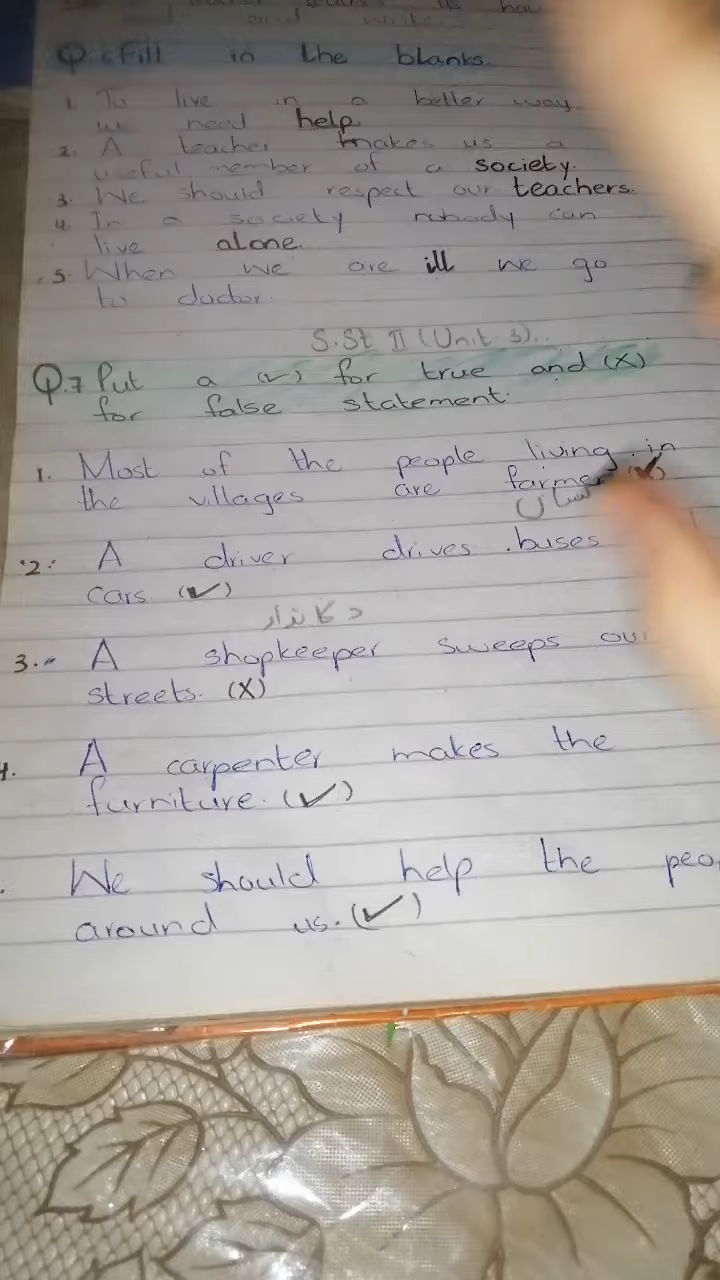 and write.
Q.6 Fill in the blanks.
1. To live in a better way
we need help.
2. A teacher makes us a
useful member of a society.
3. We should respect our teachers.
4. In a society nobody can
live alone.
5. When we are ill we go
to doctor.
S.St II (Unit 3)..
Q.7 Put a (✓) for true and (X)
for false statement.
1. Most of the people living in
the villages are
2. A driver drives buses
cars. (✓)
دکاندار
3. A shopkeeper sweeps
streets. (X)
4. A carpenter makes the
furniture. (✓)
We should help the
around us. (✓)